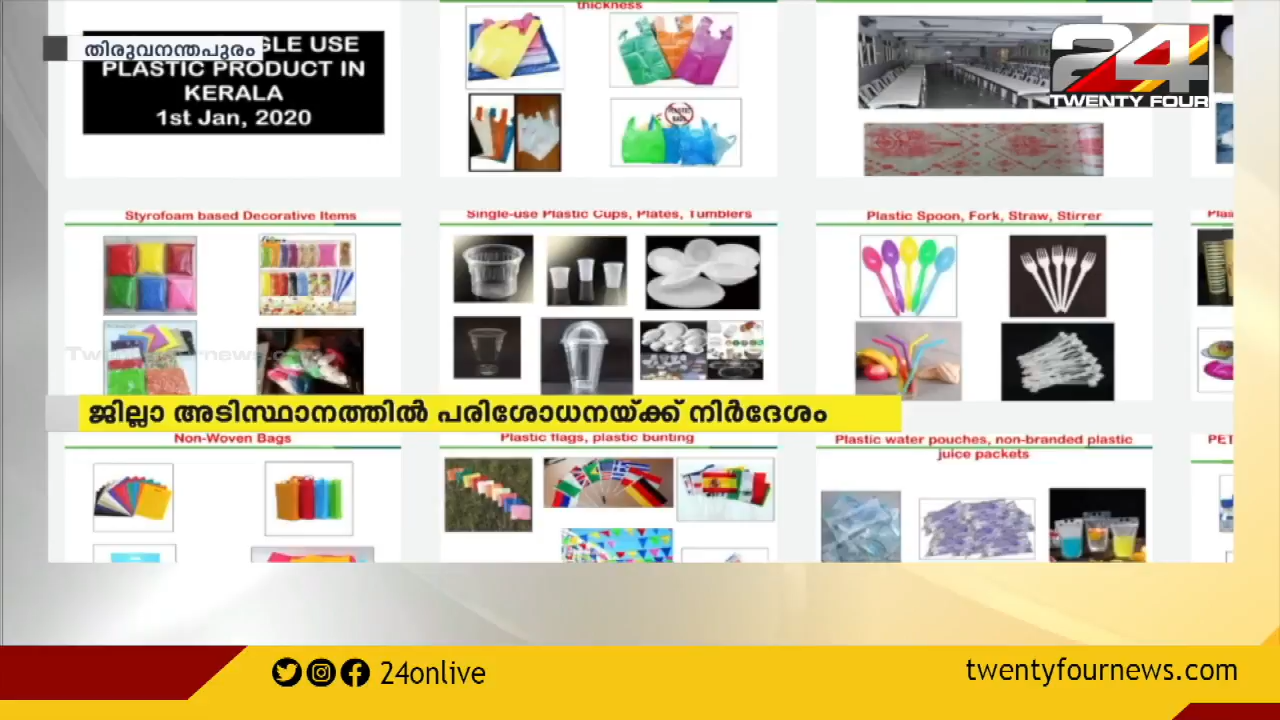 thickness
തിരുവനന്തപുരം
GLE USE
PLASTIC PRODUCT IN
KERALA
1st Jan, 2020
24
TWENTY FOUR
Styrofoam based Decorative Items
Single-use Plastic Cups, Plates, Tumblers
Plastic Spoon, Fork, Straw, Stirrer
Twentyfournews.com
ജില്ലാ അടിസ്ഥാനത്തിൽ പരിശോധനയ്ക്ക് നിർദേശം
Non-Woven Bags
Plastic flags, plastic bunting
Plastic water pouches, non-branded plastic
juice packets
PET
24onlive
twentyfournews.com